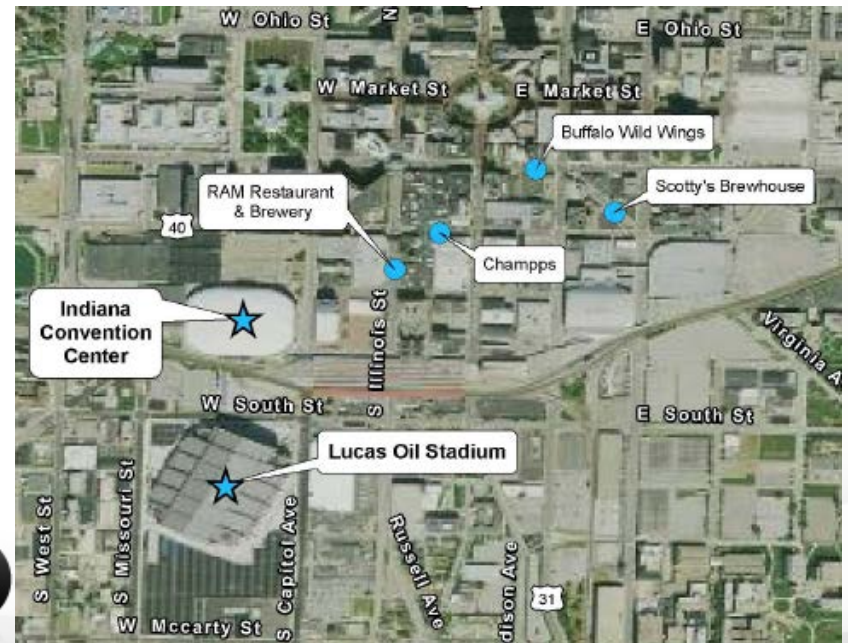 W Ohio St
N
E Ohio St
W Market St
E Market St
Buffalo Wild Wings
RAM Restaurant
& Brewery
Scotty's Brewhouse
40
Champps
Indiana
Convention
Center
S Illinois St
Virginia A
W South St
E South St
Lucas Oil Stadium
S West St
S Missouri St
S Capitol Ave
Russell Ave
dison Ave
31
W Mccarty St